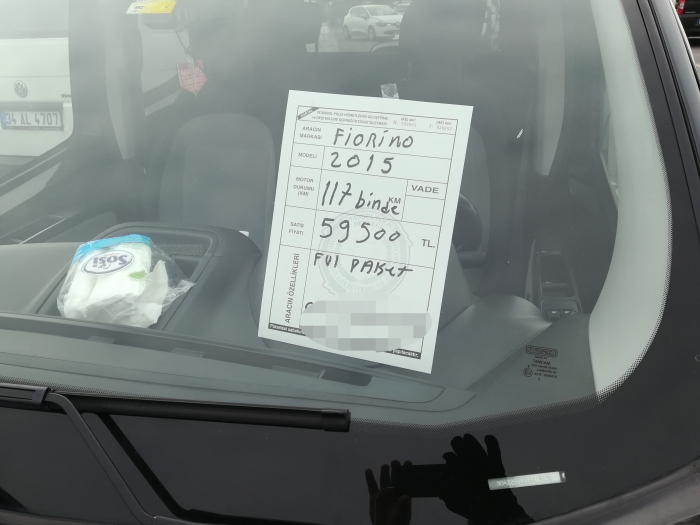 34 AL 4707
ARACIN MARKASI
Fiorino
MODELİ
2015
MOTOR DURUMU (KM)
117 binde KM
VADE
SATIŞ FİYATI
59500 TL
ARACIN ÖZELLİKLERİ
FUl PAKET
Soşi